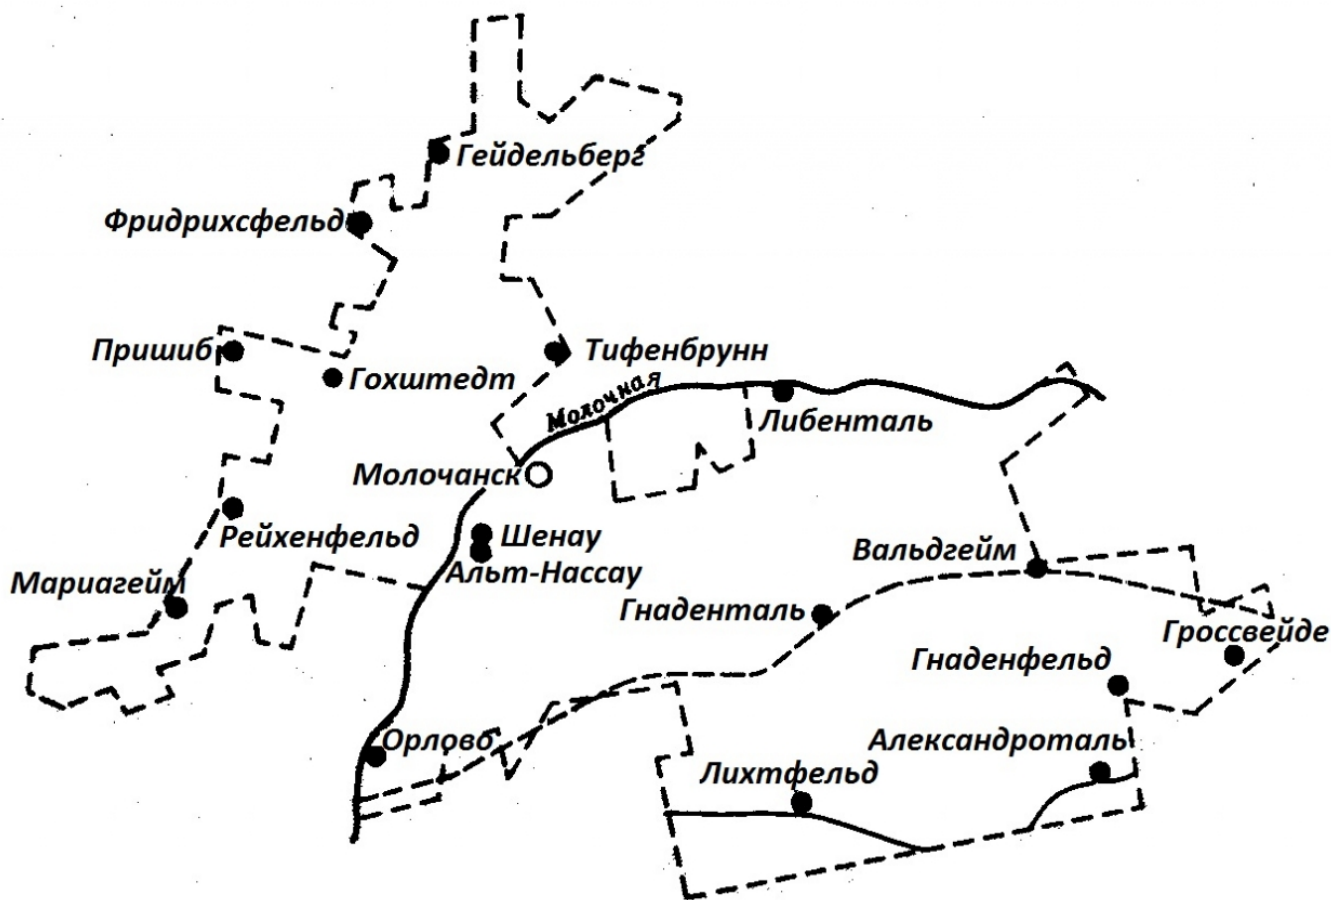 Гейдельберг
Фридрихсфельд
Пришиб
Тифенбрунн
Гохштедт
Молочная
Либенталь
Молочанск
Рейхенфельд
Шенау
Вальдгейм
Альт-Нассау
Мариагейм
Гнаденталь
Гроссвейде
Гнаденфельд
Орлово
Александроталь
Лихтфельд